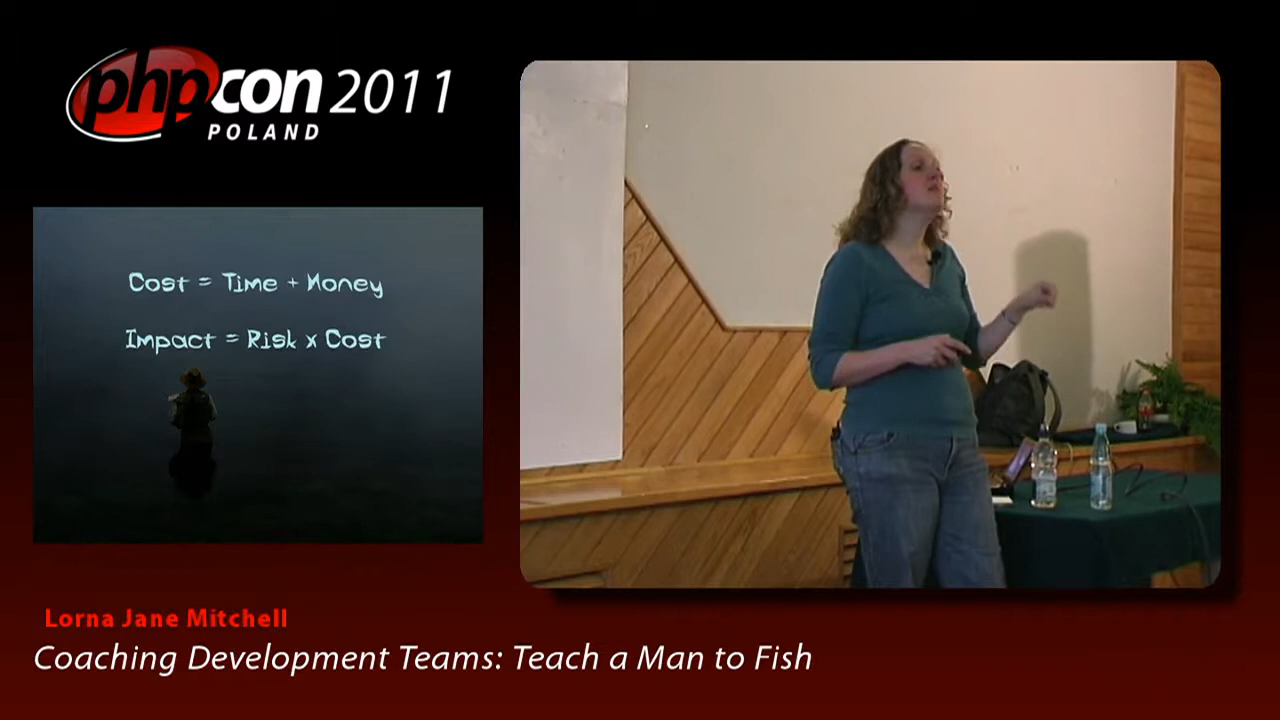 phpcon 2011
POLAND
Cost = Time + Money
Impact = Risk x Cost
Lorna Jane Mitchell
Coaching Development Teams: Teach a Man to Fish